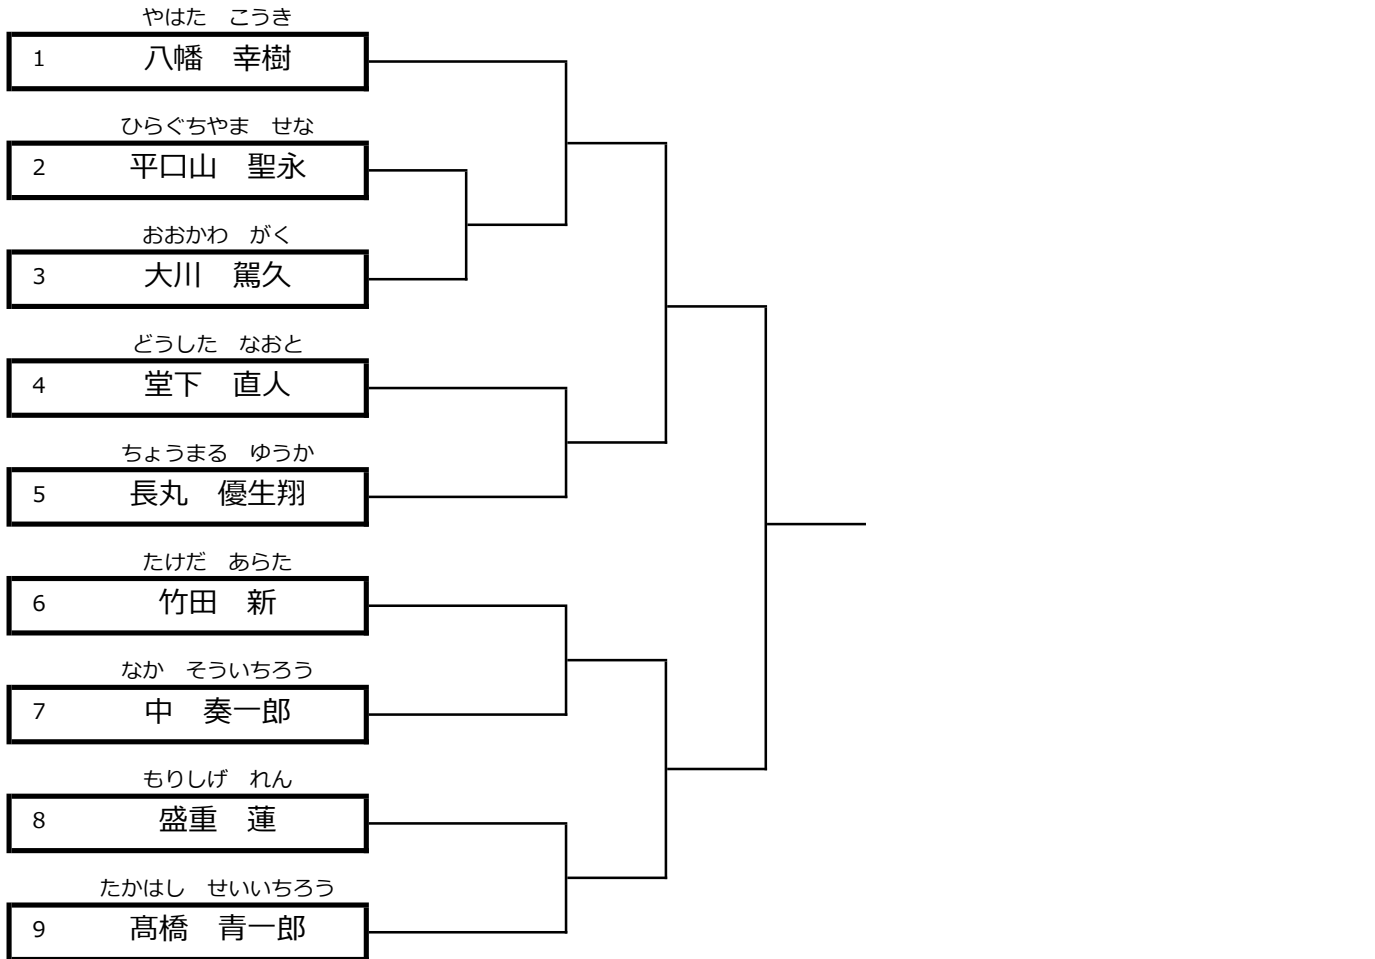 やはた　こうき
1 八幡　幸樹
ひらぐちやま　せな
2 平口山　聖永
おおかわ　がく
3 大川　駕久
どうした　なおと
4 堂下　直人
ちょうまる　ゆうか
5 長丸　優生翔
たけだ　あらた
6 竹田　新
なか　そういちろう
7 中　奏一郎
もりしげ　れん
8 盛重　蓮
たかはし　せいいちろう
9 髙橋　青一郎